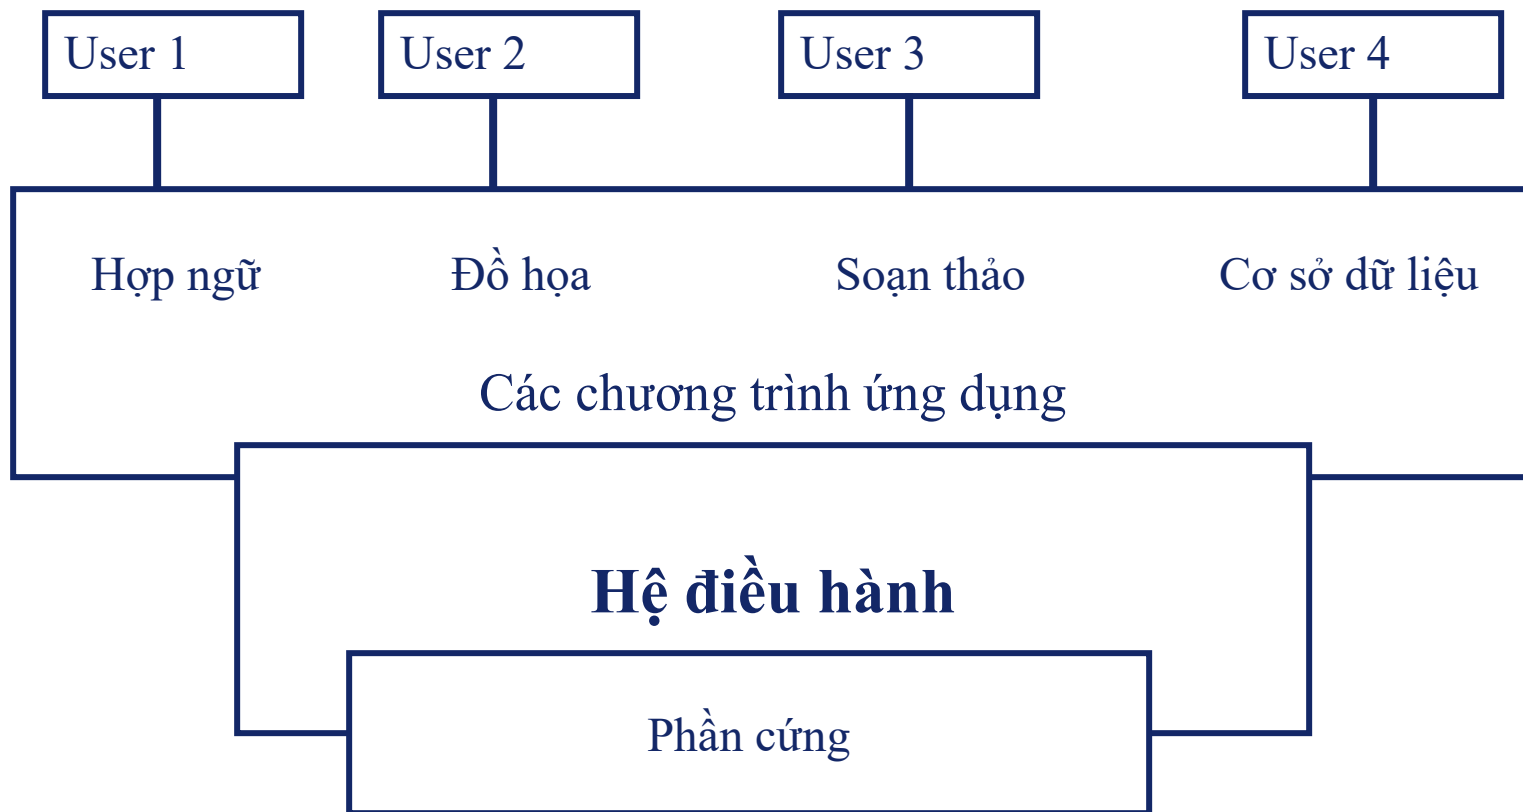 User 1
User 2
User 3
User 4
Hợp ngữ
Đồ họa
Soạn thảo
Cơ sở dữ liệu
Các chương trình ứng dụng
Hệ điều hành
Phần cứng